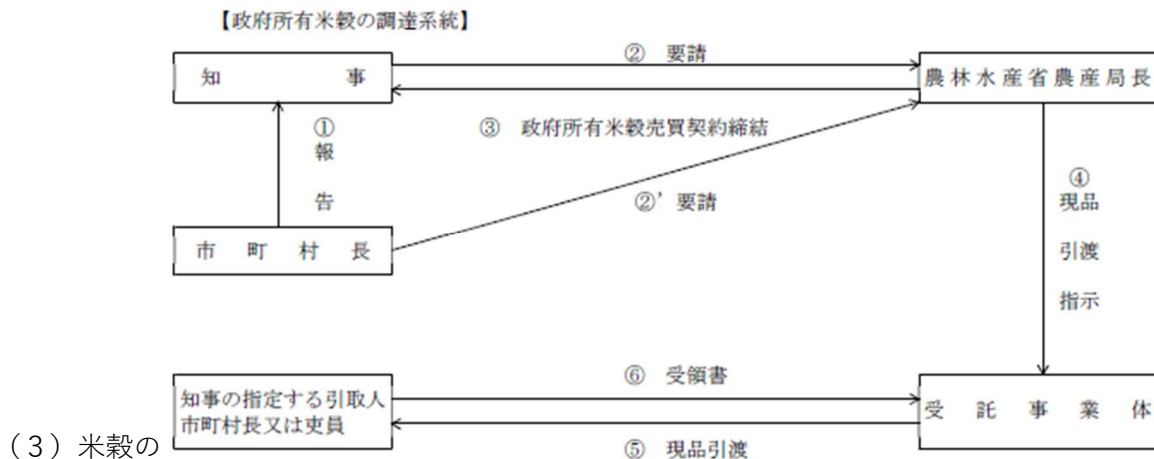 【政府所有米穀の調達系統】
② 要請
知 事
農林水産省農産局長
③ 政府所有米穀売買契約締結
① 報 告
②’要請
④ 現品 引渡 指示
市 町 村 長
⑥ 受領書
知事の指定する引取人
市町村長又は吏員
受 託 事 業 体
⑤ 現品引渡
（3）米穀の